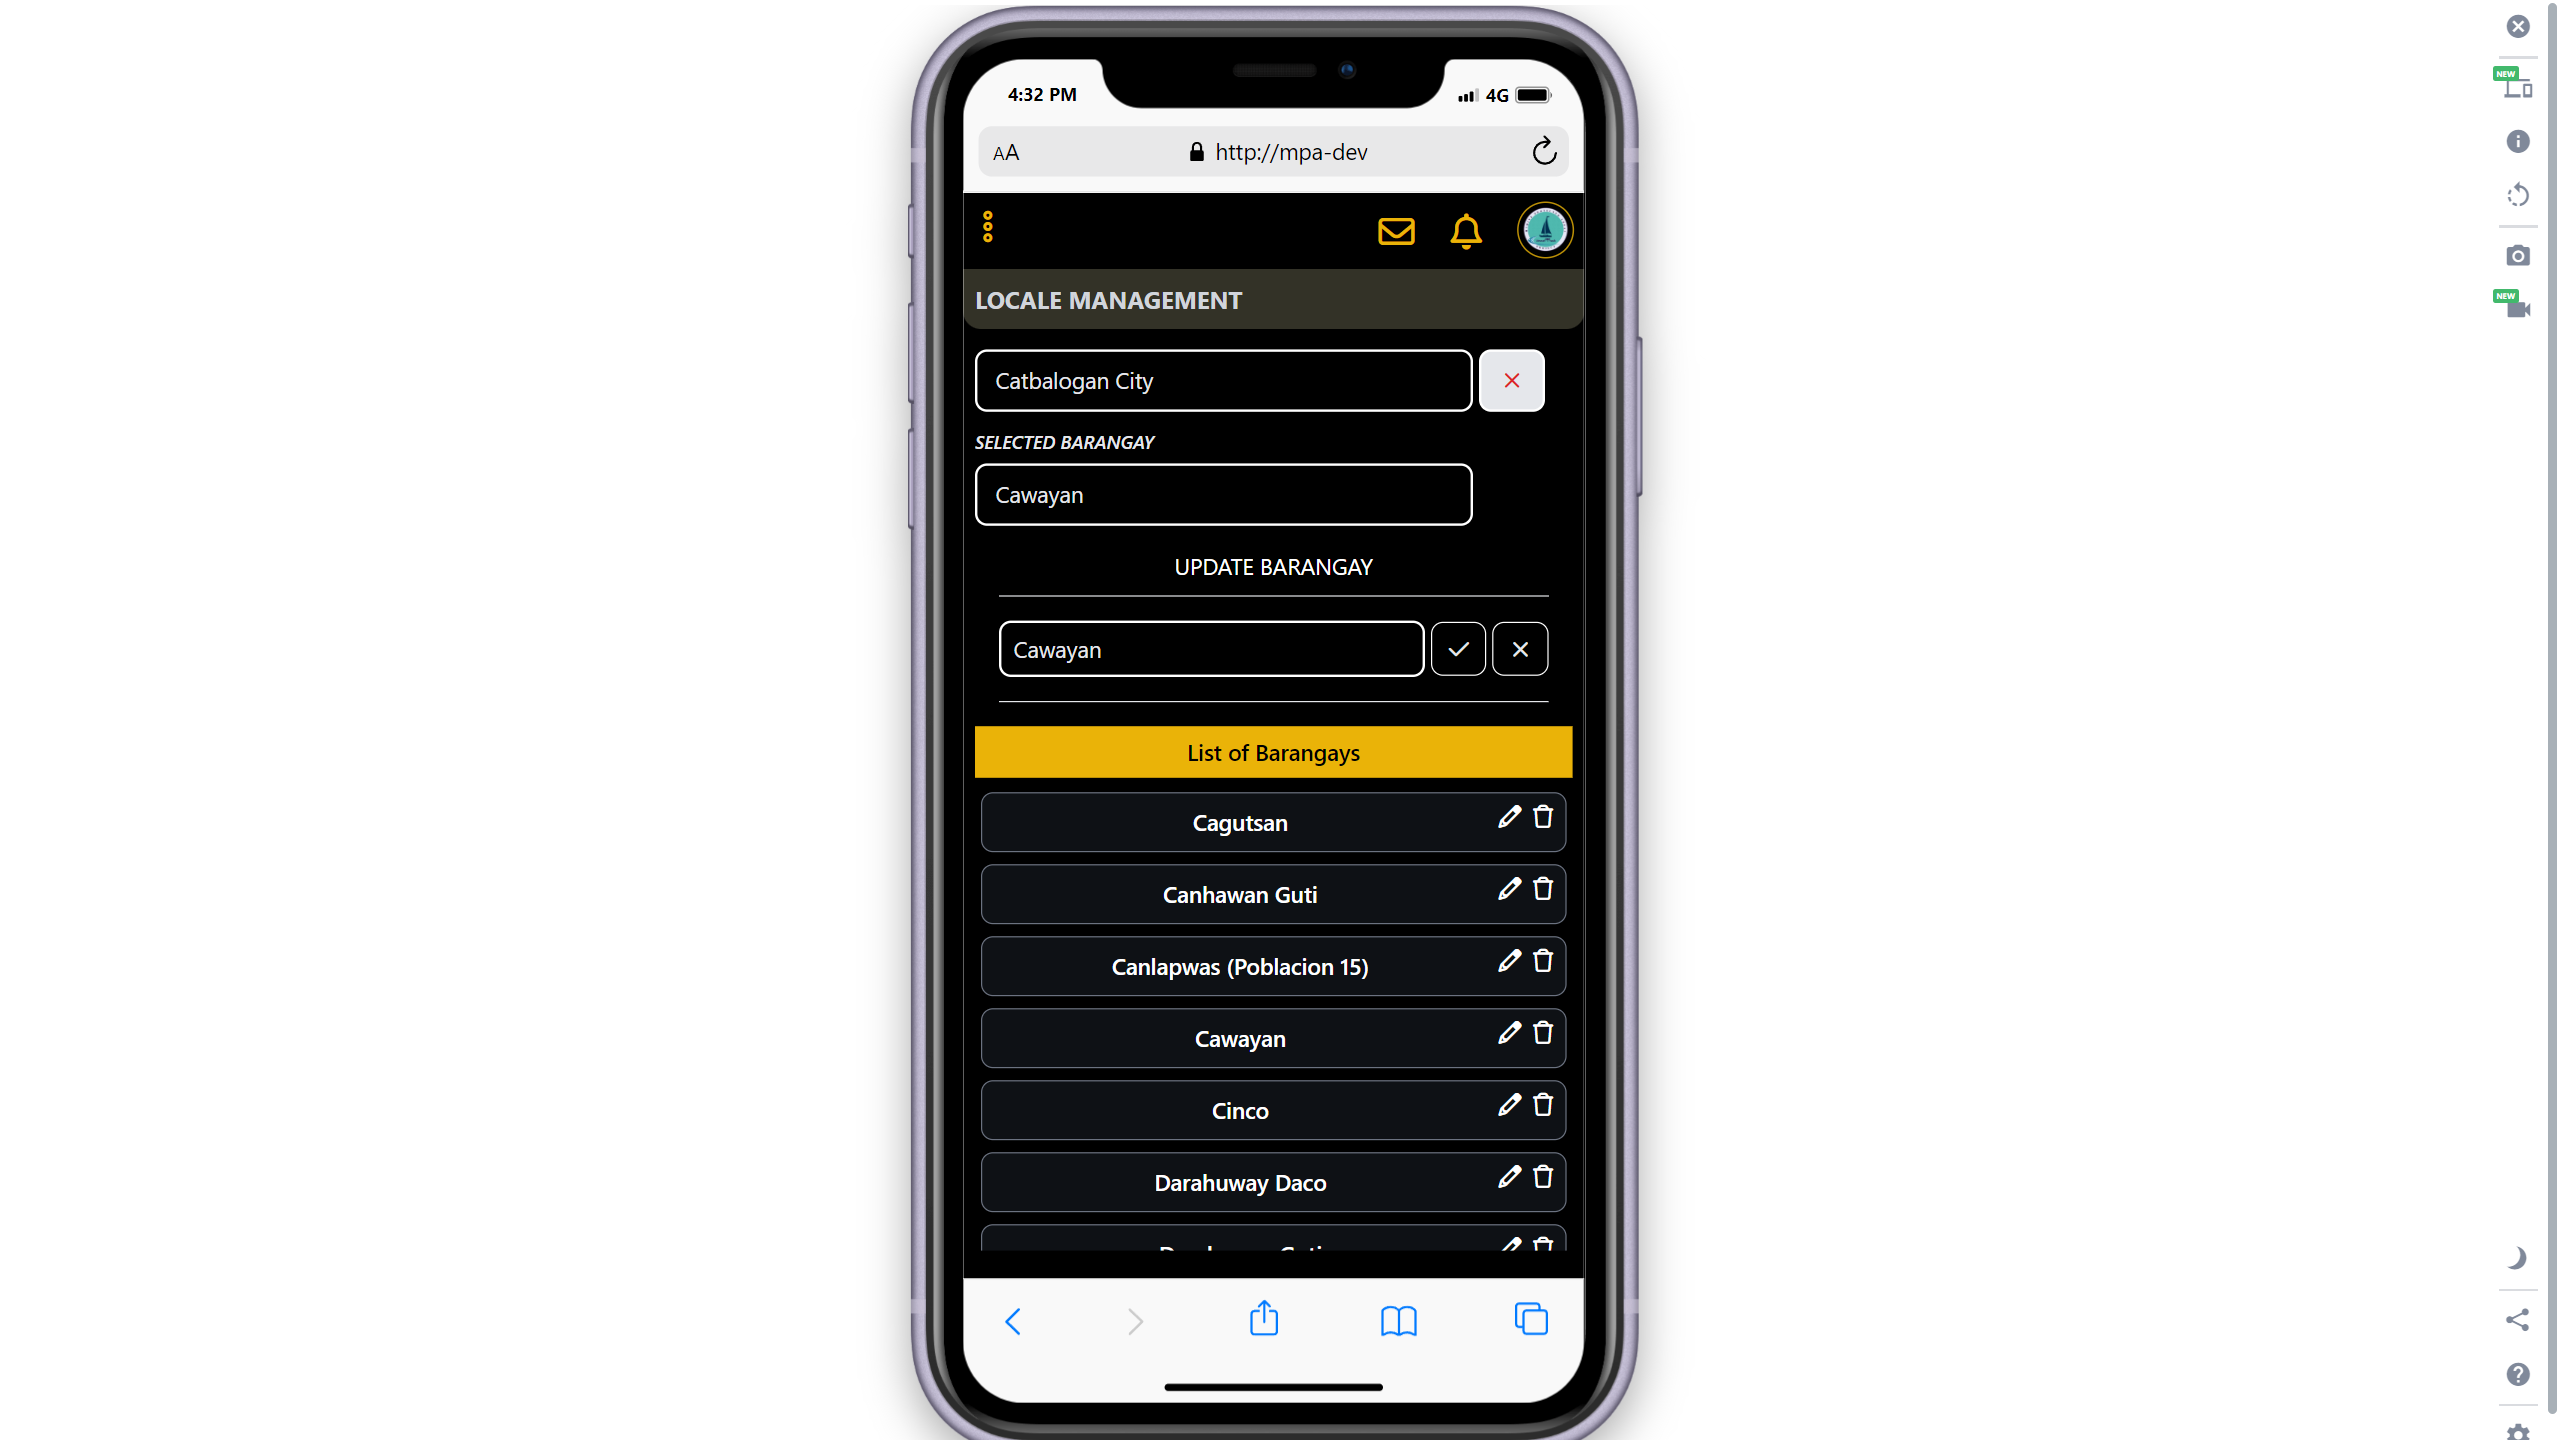 NEW
NEW
4:32 PM
4G
AA
http://mpa-dev
LOCALE MANAGEMENT
Catbalogan City
SELECTED BARANGAY
Cawayan
UPDATE BARANGAY
Cawayan
List of Barangays
Cagutsan
Canhawan Guti
Canlapwas (Poblacion 15)
Cawayan
Cinco
Darahuway Daco